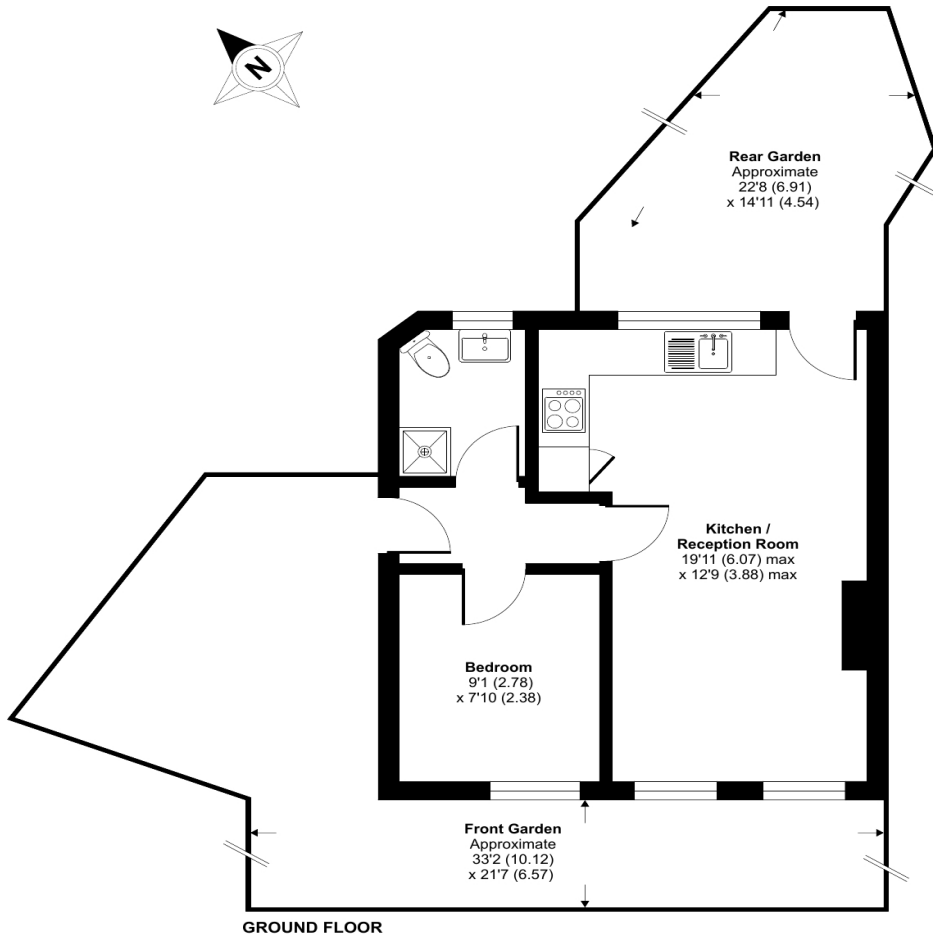 N
Rear Garden
Approximate
22'8 (6.91)
x 14'11 (4.54)
Kitchen /
Reception Room
19'11 (6.07) max
x 12'9 (3.88) max
Bedroom
9'1 (2.78)
x 7'10 (2.38)
Front Garden
Approximate
33'2 (10.12)
x 21'7 (6.57)
GROUND FLOOR